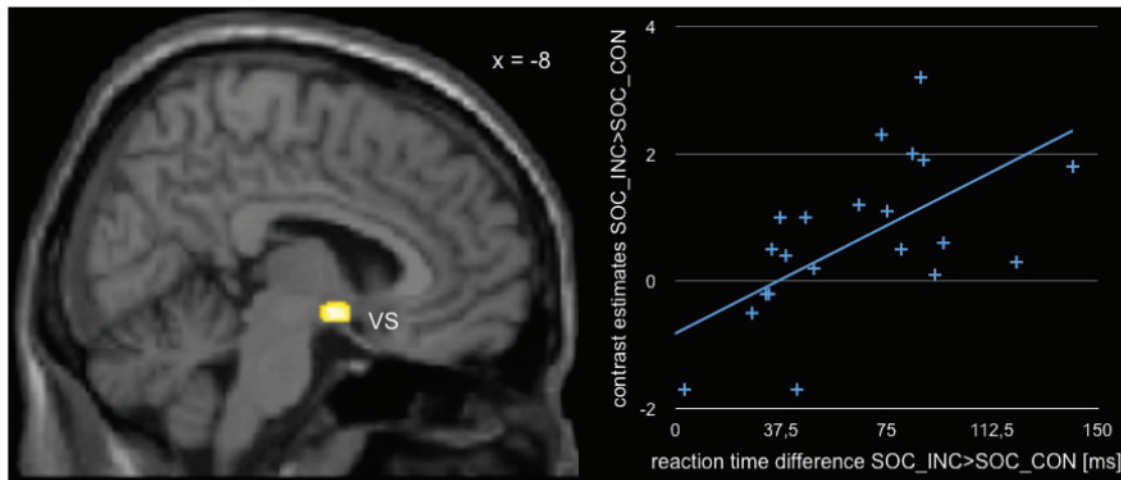 x = -8
VS
contrast estimates SOC_INC>SOC_CON
4
2
0
-2
0
37,5
75
112,5
150
reaction time difference SOC_INC>SOC_CON [ms]